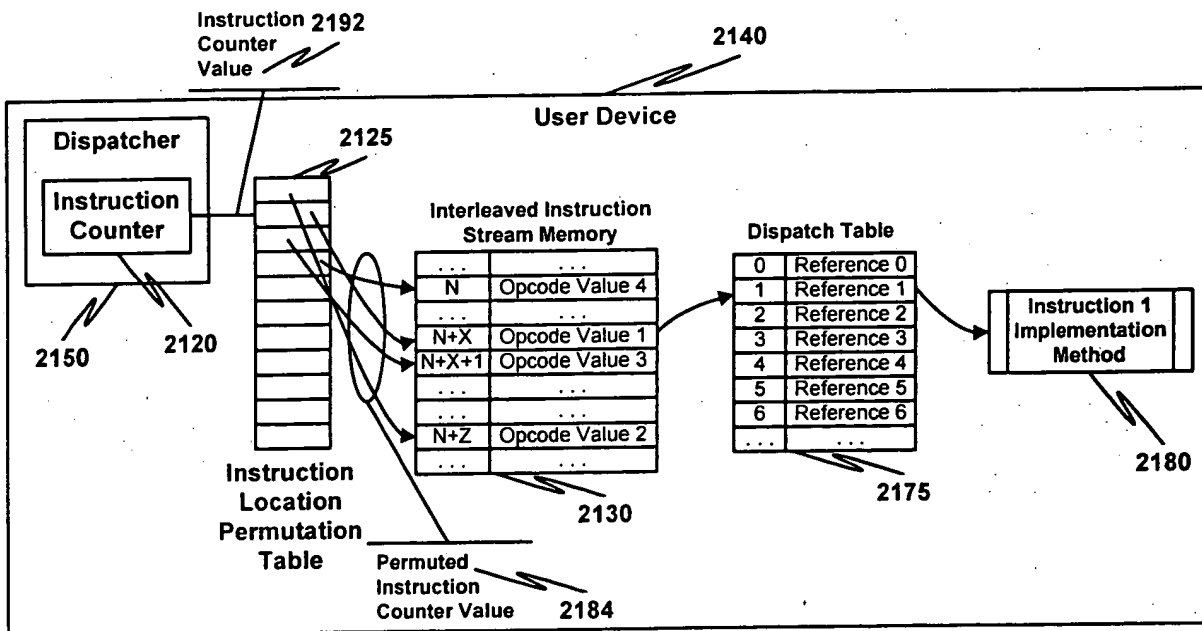 Instruction
Counter
Value
2192
2140
User Device
Dispatcher
Instruction
Counter
2150
2120
2125
Instruction
Location
Permutation
Table
Interleaved Instruction
Stream Memory
. . . . . .
N Opcode Value 4
. . . . . .
N+X Opcode Value 1
N+X+1 Opcode Value 3
. . . . . .
. . . . . .
N+Z Opcode Value 2
. . . . . .
2130
Permuted
Instruction
Counter Value
2184
Dispatch Table
0 Reference 0
1 Reference 1
2 Reference 2
3 Reference 3
4 Reference 4
5 Reference 5
6 Reference 6
. . . . . .
2175
Instruction 1
Implementation
Method
2180